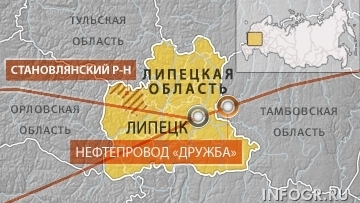 ТУЛЬСКАЯ
ОБЛАСТЬ
СТАНОВЛЯНСКИЙ Р-Н
ЛИПЕЦКАЯ
ОБЛАСТЬ
ОРЛОВСКАЯ
ОБЛАСТЬ
ЛИПЕЦК
ТАМБОВСКАЯ
ОБЛАСТЬ
НЕФТЕПРОВОД «ДРУЖБА»
INFOGR.RU